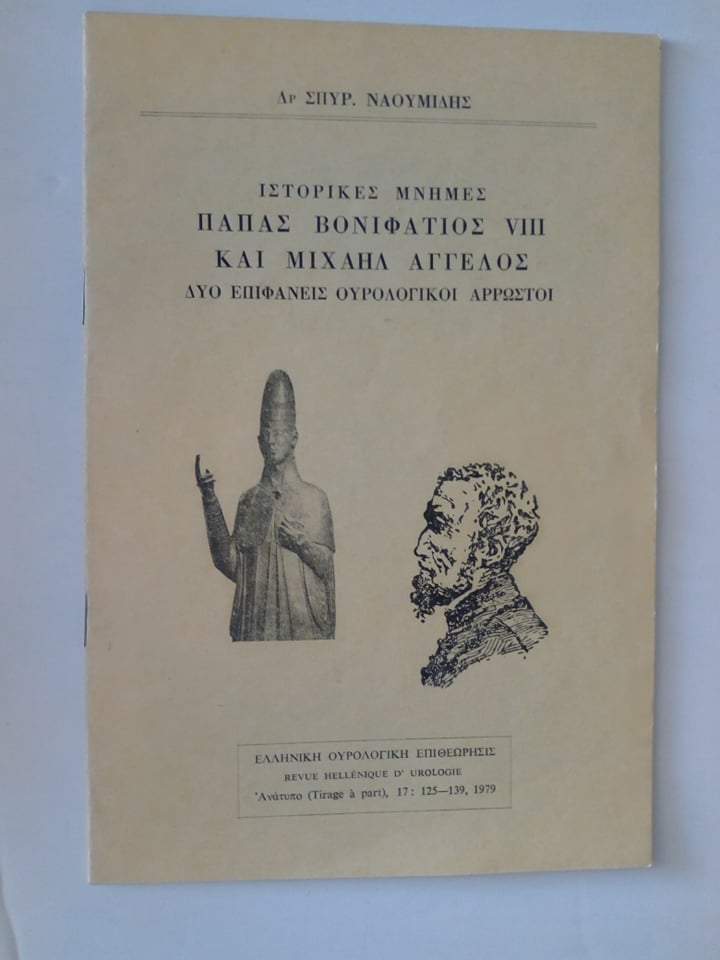 Δρ ΣΠΥΡ. ΝΑΟΥΜΙΔΗΣ
ΙΣΤΟΡΙΚΕΣ ΜΝΗΜΕΣ
ΠΑΠΑΣ ΒΟΝΙΦΑΤΙΟΣ VIII
ΚΑΙ ΜΙΧΑΗΛ ΑΓΓΕΛΟΣ
ΔΥΟ ΕΠΙΦΑΝΕΙΣ ΟΥΡΟΛΟΓΙΚΟΙ ΑΡΡΩΣΤΟΙ
ΕΛΛΗΝΙΚΗ ΟΥΡΟΛΟΓΙΚΗ ΕΠΙΘΕΩΡΗΣΙΣ
REVUE HELLÉNIQUE D' UROLOGIE
Ἀνάτυπο (Tirage à part), 17 : 125—139, 1979